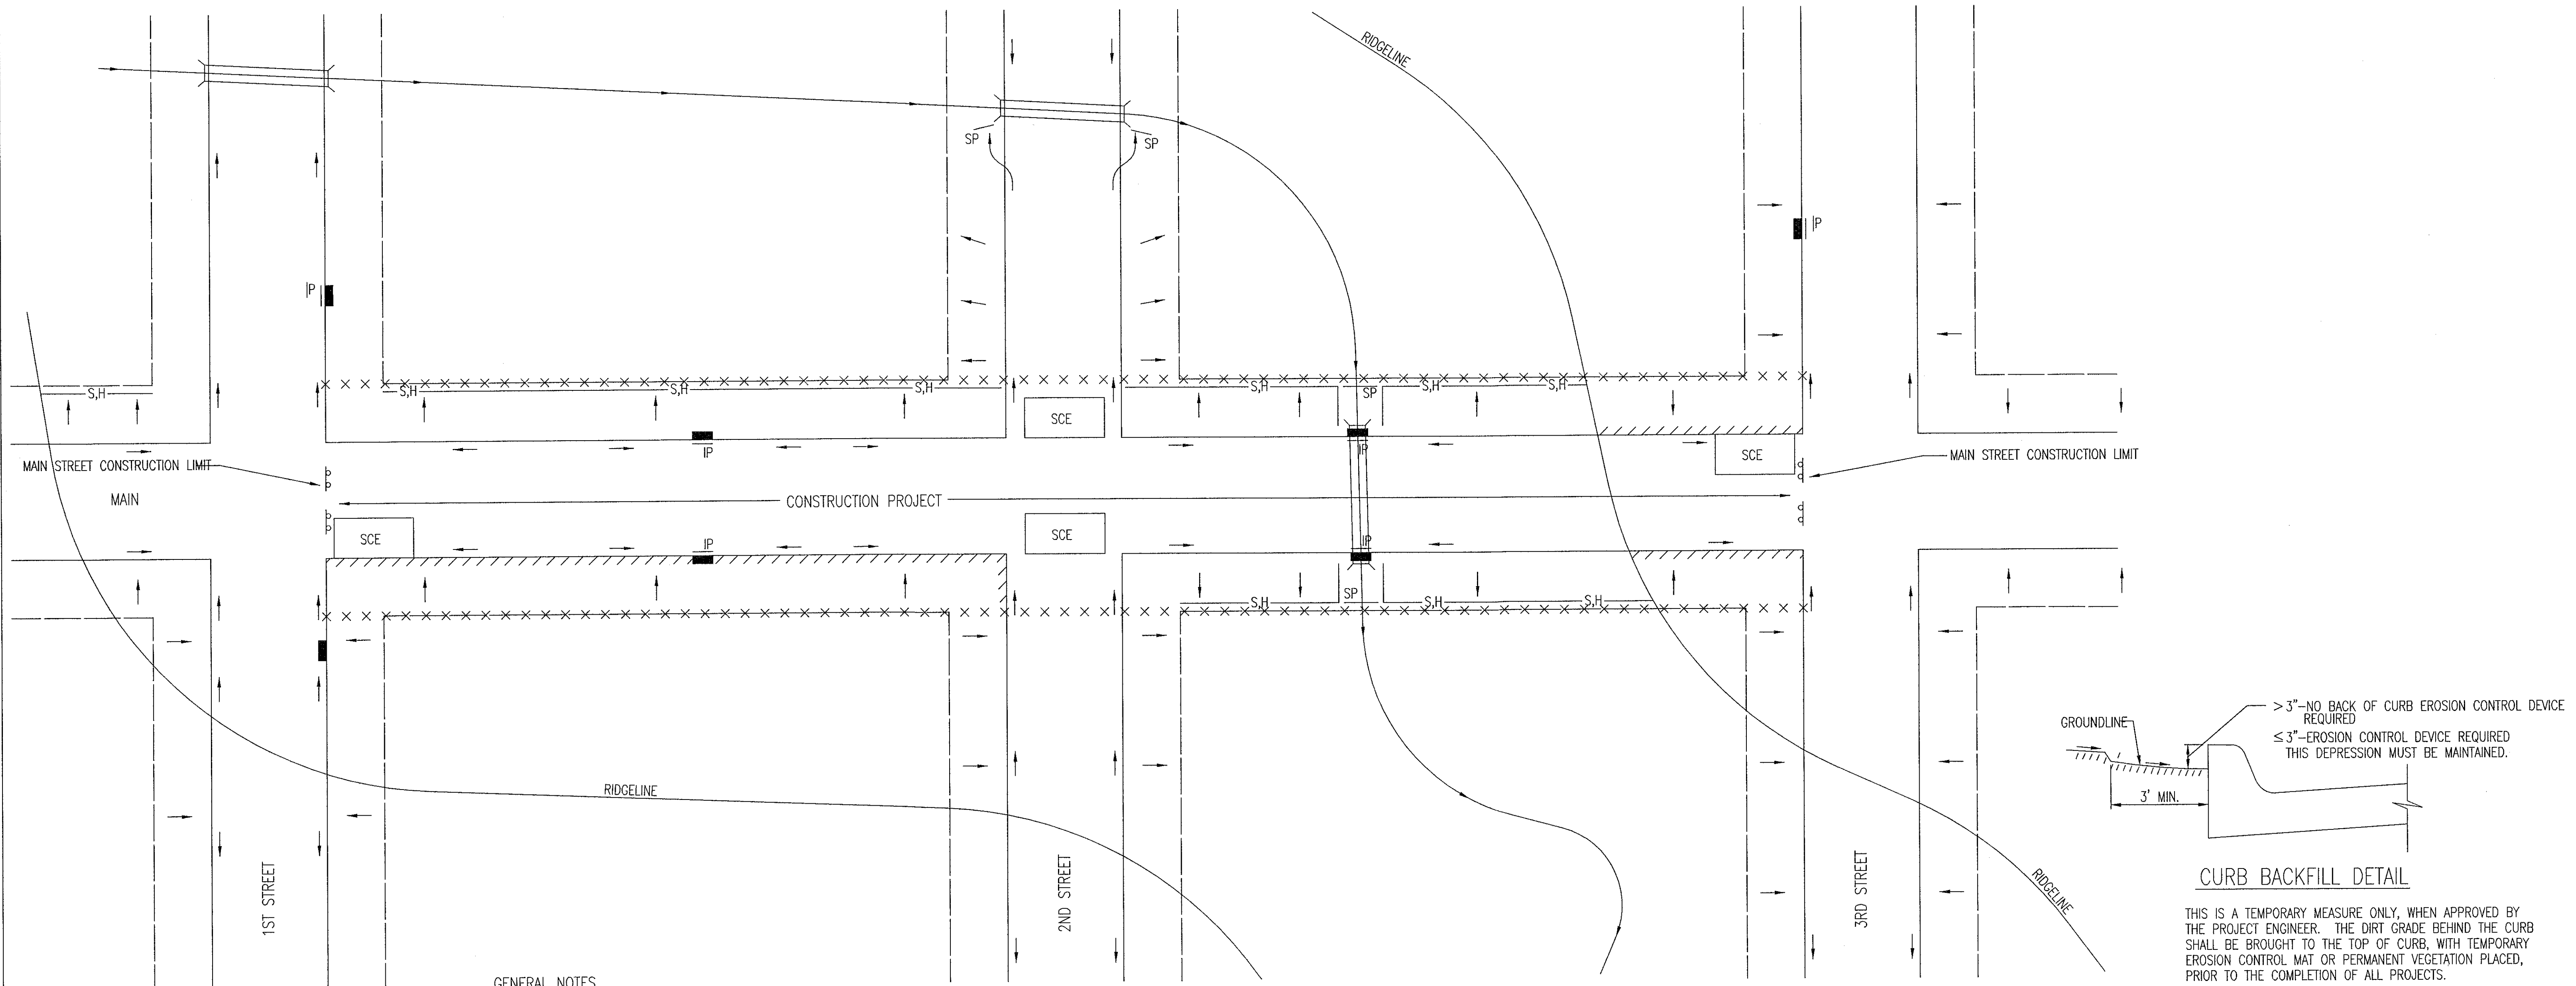 RIDGELINE
SP
SP
IP
IP
S,H
S,H
S,H
S,H
S,H
SP
S,H
S,H
SCE
IP
IP
SCE
MAIN STREET CONSTRUCTION LIMIT
MAIN STREET CONSTRUCTION LIMIT
MAIN
CONSTRUCTION PROJECT
SCE
SCE
IP
IP
S,H
SP
S,H
S,H
RIDGELINE
1ST STREET
2ND STREET
3RD STREET
RIDGELINE
GROUNDLINE
> 3"-NO BACK OF CURB EROSION CONTROL DEVICE
REQUIRED
≤ 3"-EROSION CONTROL DEVICE REQUIRED
THIS DEPRESSION MUST BE MAINTAINED.
3' MIN.
CURB BACKFILL DETAIL
THIS IS A TEMPORARY MEASURE ONLY, WHEN APPROVED BY
THE PROJECT ENGINEER. THE DIRT GRADE BEHIND THE CURB
SHALL BE BROUGHT TO THE TOP OF CURB, WITH TEMPORARY
EROSION CONTROL MAT OR PERMANENT VEGETATION PLACED,
PRIOR TO THE COMPLETION OF ALL PROJECTS.
GENERAL NOTES